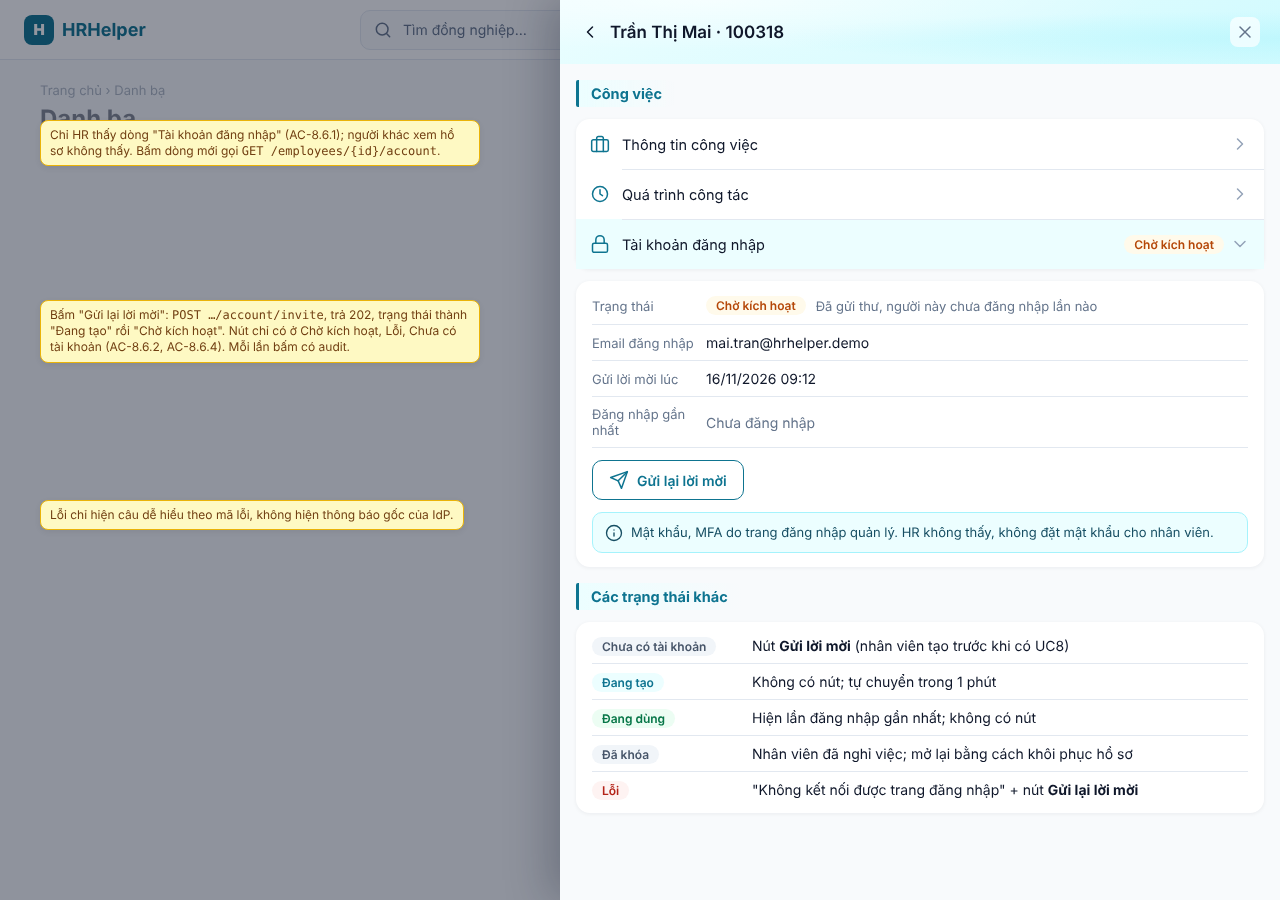 H HRHelper
Tìm đồng nghiệp...
Trang chủ › Danh bạ
Danh bạ
Chỉ HR thấy dòng "Tài khoản đăng nhập" (AC-8.6.1); người khác xem hồ
sơ không thấy. Bấm dòng mới gọi GET /employees/{id}/account.
Bấm "Gửi lại lời mời": POST …/account/invite, trả 202, trạng thái thành
"Đang tạo" rồi "Chờ kích hoạt". Nút chỉ có ở Chờ kích hoạt, Lỗi, Chưa có
tài khoản (AC-8.6.2, AC-8.6.4). Mỗi lần bấm có audit.
Lỗi chỉ hiện câu dễ hiểu theo mã lỗi, không hiện thông báo gốc của IdP.
Trần Thị Mai · 100318
Công việc
Thông tin công việc
Quá trình công tác
Tài khoản đăng nhập Chờ kích hoạt
Trạng thái Chờ kích hoạt Đã gửi thư, người này chưa đăng nhập lần nào
Email đăng nhập mai.tran@hrhelper.demo
Gửi lời mời lúc 16/11/2026 09:12
Đăng nhập gần
nhất
Chưa đăng nhập
Gửi lại lời mời
Mật khẩu, MFA do trang đăng nhập quản lý. HR không thấy, không đặt mật khẩu cho nhân viên.
Các trạng thái khác
Chưa có tài khoản Nút Gửi lời mời (nhân viên tạo trước khi có UC8)
Đang tạo Không có nút; tự chuyển trong 1 phút
Đang dùng Hiện lần đăng nhập gần nhất; không có nút
Đã khóa Nhân viên đã nghỉ việc; mở lại bằng cách khôi phục hồ sơ
Lỗi "Không kết nối được trang đăng nhập" + nút Gửi lại lời mời